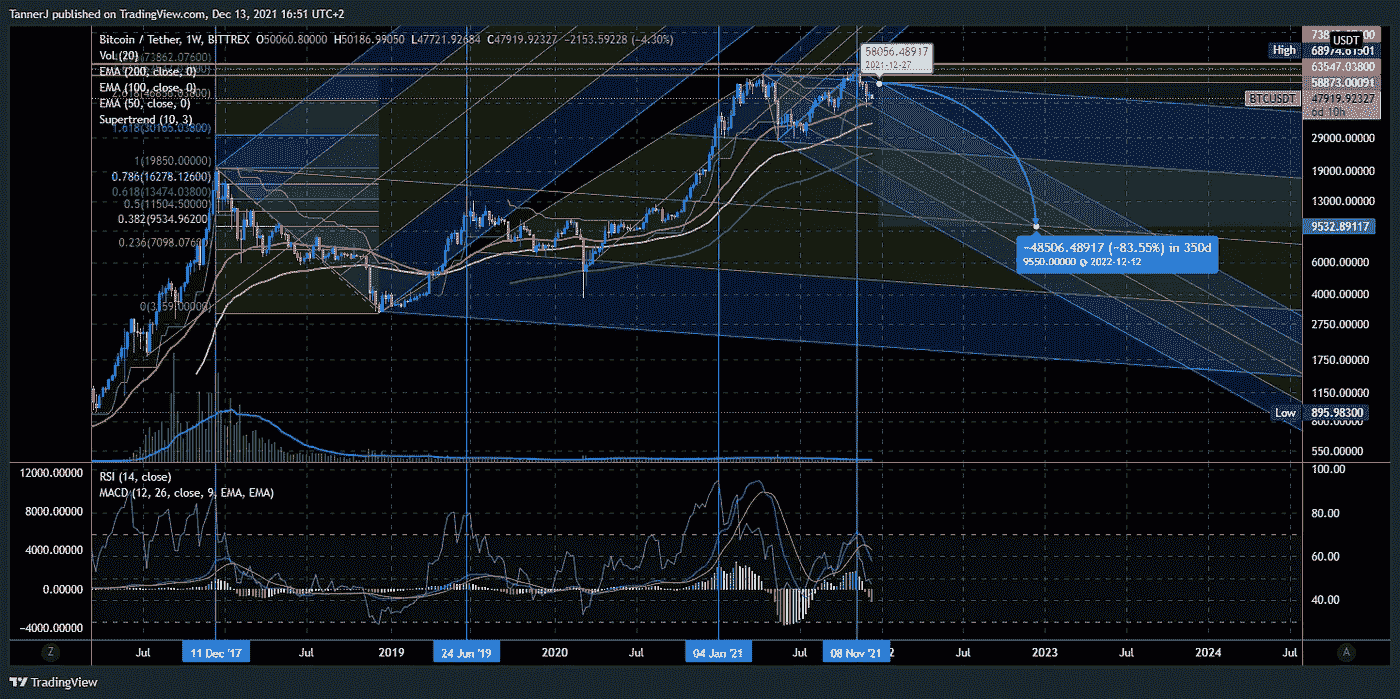 TannerJ published on TradingView.com, Dec 13, 2021 16:51 UTC+2
Bitcoin / Tether, 1W, BITTREX O50060.80000 H50186.99050 L47721.92684 C47919.92327 −2153.59228 (−4.30%)
Vol (20)
EMA (200, close, 0)
EMA (100, close, 0)
EMA (50, close, 0)
Supertrend (10, 3)
1.618(30165.03800)
1(19850.00000)
0.786(16278.12600)
0.618(13474.03800)
0.5(11504.50000)
0.382(9534.96200)
0.236(7098.07600)
0(3159.00000)
58056.48917
2021-12-27
−48506.48917 (−83.55%) in 350d
9550.00000 @ 2022-12-12
USDT
High
63547.03800
58873.00091
BTCUSDT 47919.92327
6d 10h
29000.00000
19000.00000
13000.00000
9532.89117
6000.00000
4000.00000
2750.00000
1750.00000
1150.00000
Low 895.98300
800.00000
550.00000
RSI (14, close)
MACD (12, 26, close, 9, EMA, EMA)
12000.00000
8000.00000
4000.00000
0.00000
−4000.00000
100.00
80.00
60.00
40.00
Z
Jul
11 Dec '17
Jul
2019
24 Jun '19
2020
Jul
04 Jan '21
Jul
08 Nov '21
2
Jul
2023
Jul
2024
Jul
A
TradingView